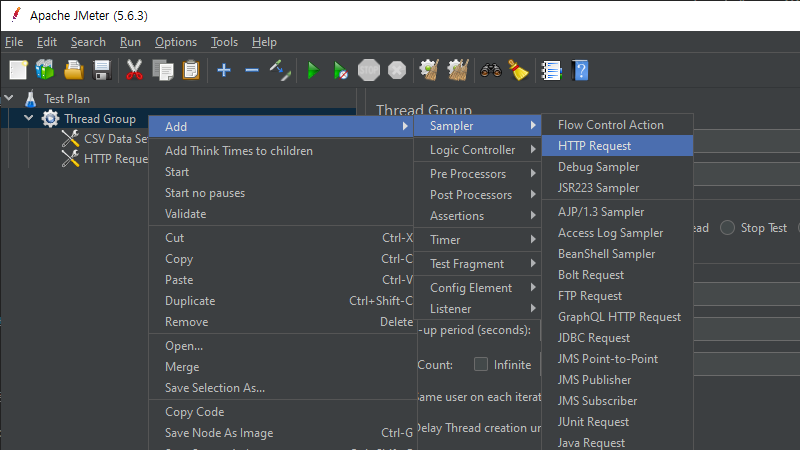 Apache JMeter (5.6.3)
File Edit Search Run Options Tools Help
Test Plan
Thread Group
CSV Data Se
HTTP Reque
Thread Group
Add
Add Think Times to children
Start
Start no pauses
Validate
Cut Ctrl-X
Copy Ctrl-C
Paste Ctrl-V
Duplicate Ctrl+Shift-C
Remove Delete
Open...
Merge
Save Selection As...
Copy Code
Save Node As Image Ctrl-G
Sampler
Logic Controller
Pre Processors
Post Processors
Assertions
Timer
Test Fragment
Config Element
Listener
Flow Control Action
HTTP Request
Debug Sampler
JSR223 Sampler
AJP/1.3 Sampler
Access Log Sampler
BeanShell Sampler
Bolt Request
FTP Request
GraphQL HTTP Request
JDBC Request
JMS Point-to-Point
JMS Publisher
JMS Subscriber
JUnit Request
Java Request
ead Stop Test
-up period (seconds):
Count: Infinite
ame user on each iterat
Delay Thread creation un